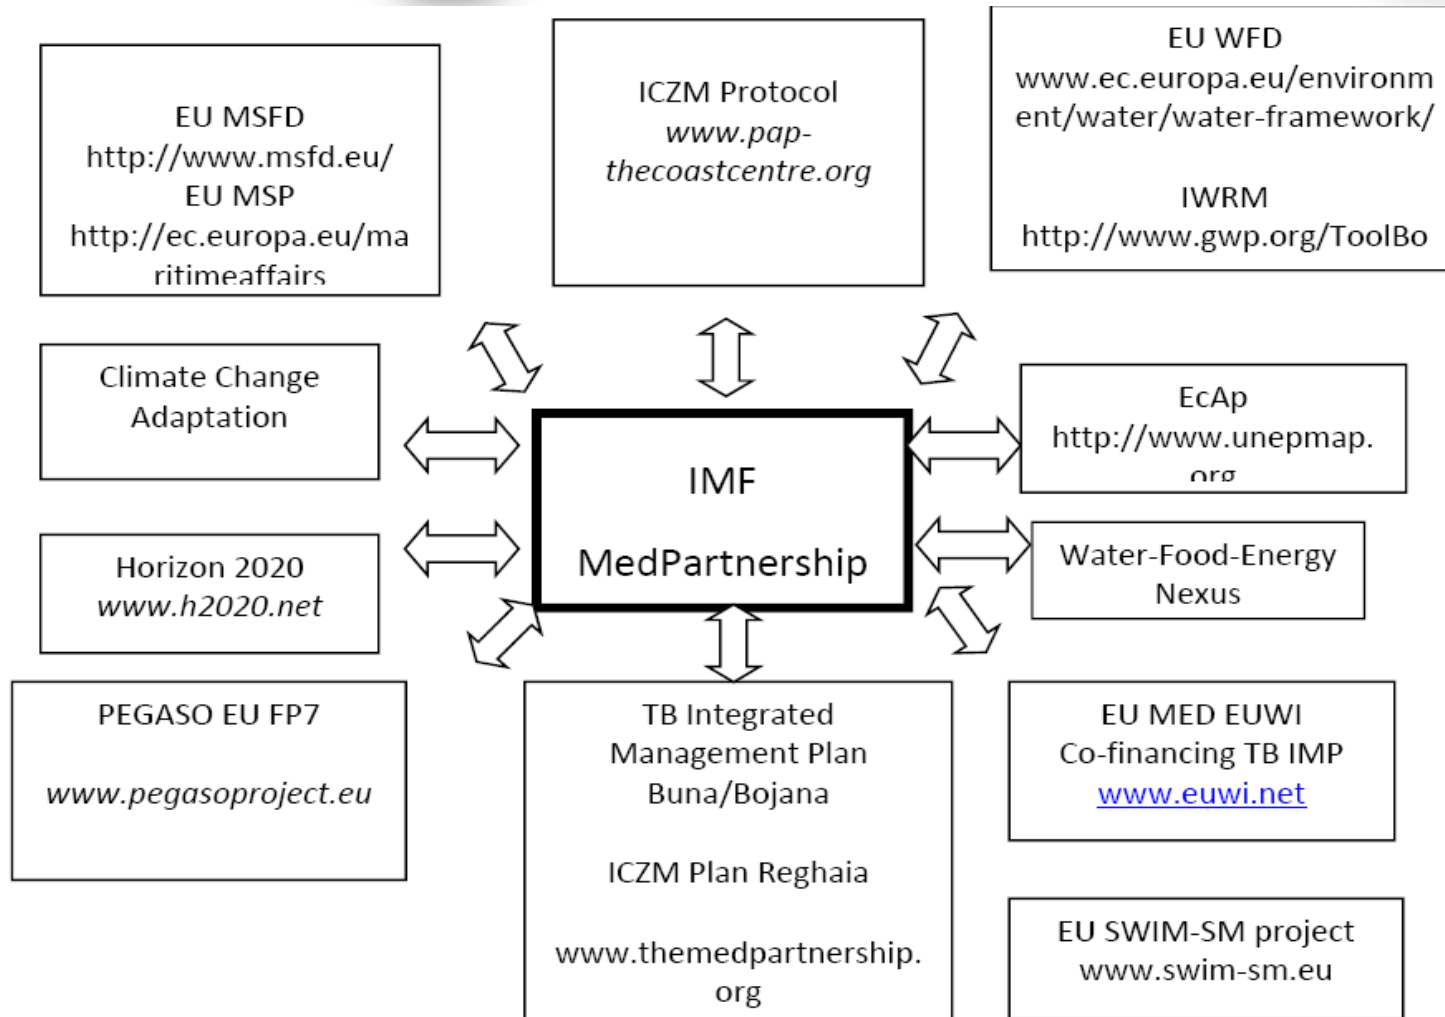 EU MSFD
http://www.msfd.eu/
EU MSP
http://ec.europa.eu/ma
ritimeaffairs
ICZM Protocol
www.pap-
thecoastcentre.org
EU WFD
www.ec.europa.eu/environm
ent/water/water-framework/
IWRM
http://www.gwp.org/ToolBo
Climate Change
Adaptation
IMF
MedPartnership
EcAp
http://www.unepmap.
org
Horizon 2020
www.h2020.net
Water-Food-Energy
Nexus
PEGASO EU FP7
www.pegasoproject.eu
TB Integrated
Management Plan
Buna/Bojana
ICZM Plan Reghaia
www.themedpartnership.
org
EU MED EUWI
Co-financing TB IMP
www.euwi.net
EU SWIM-SM project
www.swim-sm.eu